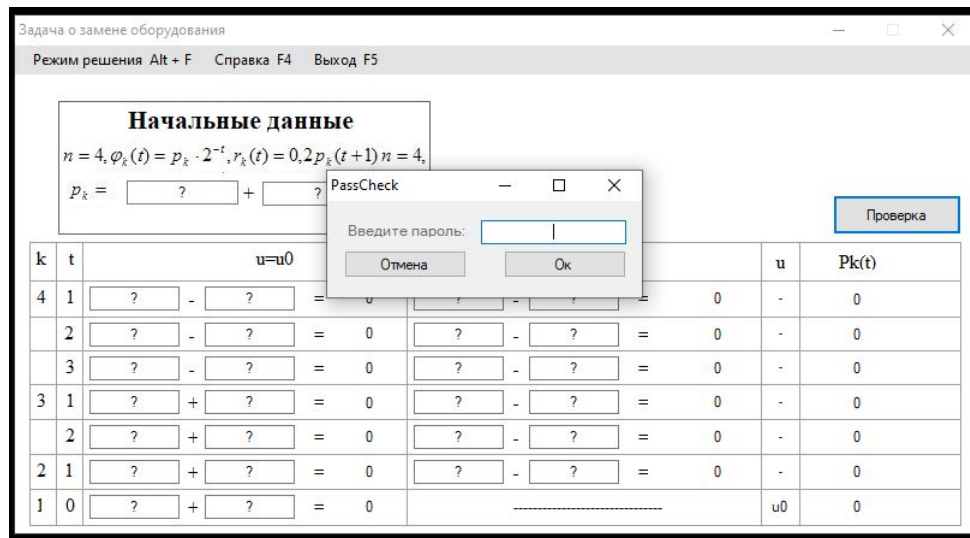 Задача о замене оборудования
Режим решения Alt + F Справка F4 Выход F5
Начальные данные
n = 4, φₖ(t) = pₖ · 2⁻ᵗ, rₖ(t) = 0,2pₖ(t+1) n = 4,
pₖ = ? + ?
PassCheck
Введите пароль:
Отмена Ок
Проверка
k t u=u0 u Pk(t)
4 1 ? - ? = 0 ? - ? = 0 - 0
2 ? - ? = 0 ? - ? = 0 - 0
3 ? - ? = 0 ? - ? = 0 - 0
3 1 ? + ? = 0 ? - ? = 0 - 0
2 ? + ? = 0 ? - ? = 0 - 0
2 1 ? + ? = 0 ? - ? = 0 - 0
1 0 ? + ? = 0 ------------------------------- u0 0